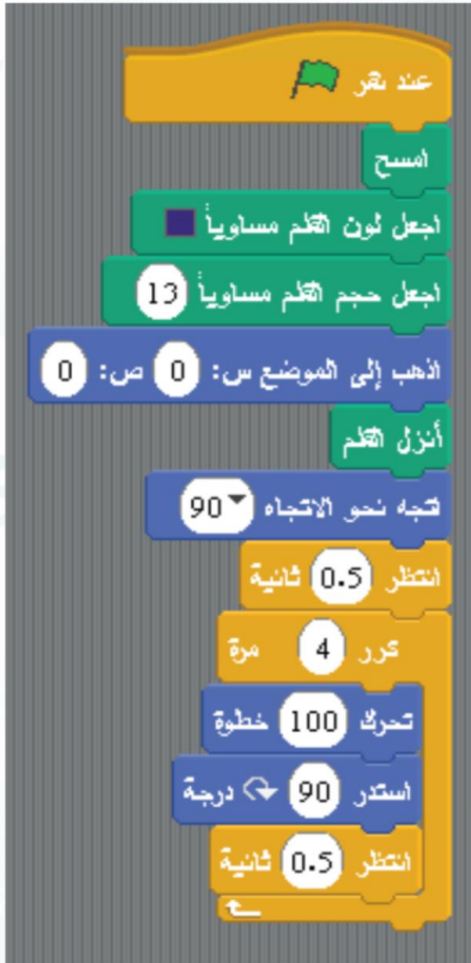 عند نقر
امسح
اجعل لون القلم مساوياً
اجعل حجم القلم مساوياً 13
اذهب إلى الموضع س: 0 ص: 0
أنزل القلم
اتجه نحو الاتجاه 90
انتظر 0.5 ثانية
كرر 4 مرة
تحرك 100 خطوة
استدر 90 درجة
انتظر 0.5 ثانية